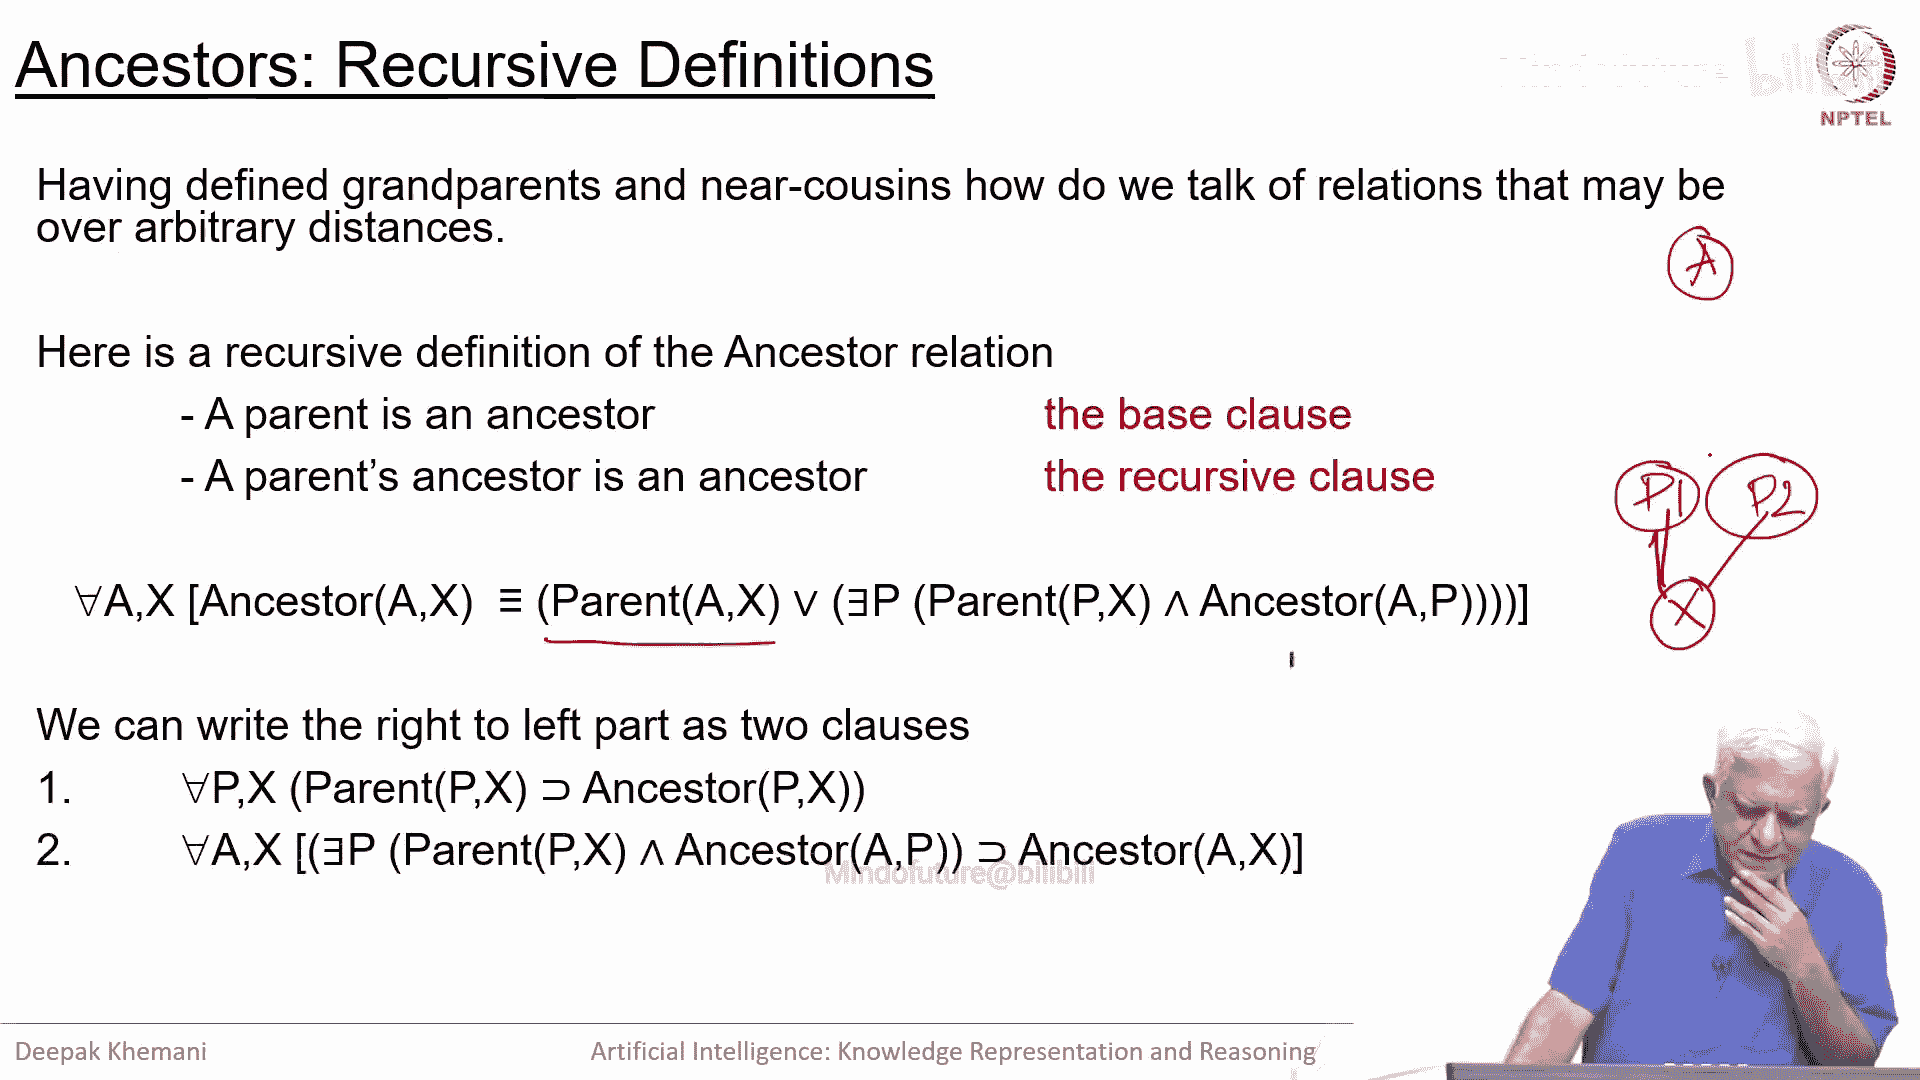 Ancestors: Recursive Definitions
NPTEL
Having defined grandparents and near-cousins how do we talk of relations that may be
over arbitrary distances.
A
Here is a recursive definition of the Ancestor relation
- A parent is an ancestor the base clause
- A parent’s ancestor is an ancestor the recursive clause
P1 P2
∀A,X [Ancestor(A,X) ≡ (Parent(A,X) ∨ (∃P (Parent(P,X) ∧ Ancestor(A,P))))]
X
We can write the right to left part as two clauses
1. ∀P,X (Parent(P,X) ⊃ Ancestor(P,X))
2. ∀A,X [(∃P (Parent(P,X) ∧ Ancestor(A,P)) ⊃ Ancestor(A,X)]
Mindofuture@bilibili
Deepak Khemani Artificial Intelligence: Knowledge Representation and Reasoning